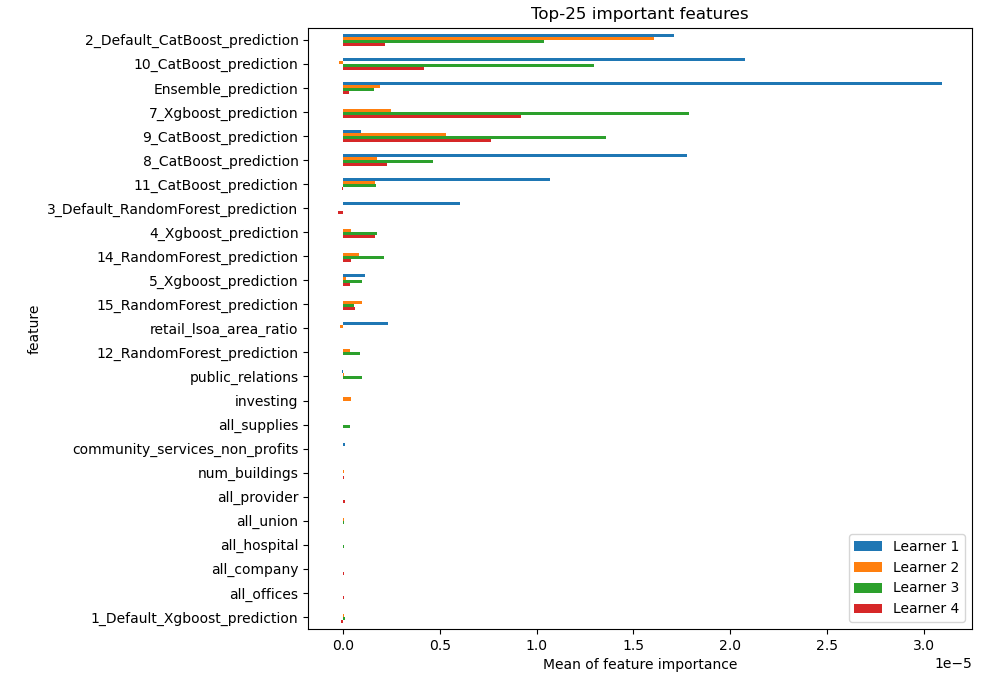 Top-25 important features
feature
2_Default_CatBoost_prediction
10_CatBoost_prediction
Ensemble_prediction
7_Xgboost_prediction
9_CatBoost_prediction
8_CatBoost_prediction
11_CatBoost_prediction
3_Default_RandomForest_prediction
4_Xgboost_prediction
14_RandomForest_prediction
5_Xgboost_prediction
15_RandomForest_prediction
retail_lsoa_area_ratio
12_RandomForest_prediction
public_relations
investing
all_supplies
community_services_non_profits
num_buildings
all_provider
all_union
all_hospital
all_company
all_offices
1_Default_Xgboost_prediction
Learner 1
Learner 2
Learner 3
Learner 4
0.0 0.5 1.0 1.5 2.0 2.5 3.0
1e−5
Mean of feature importance